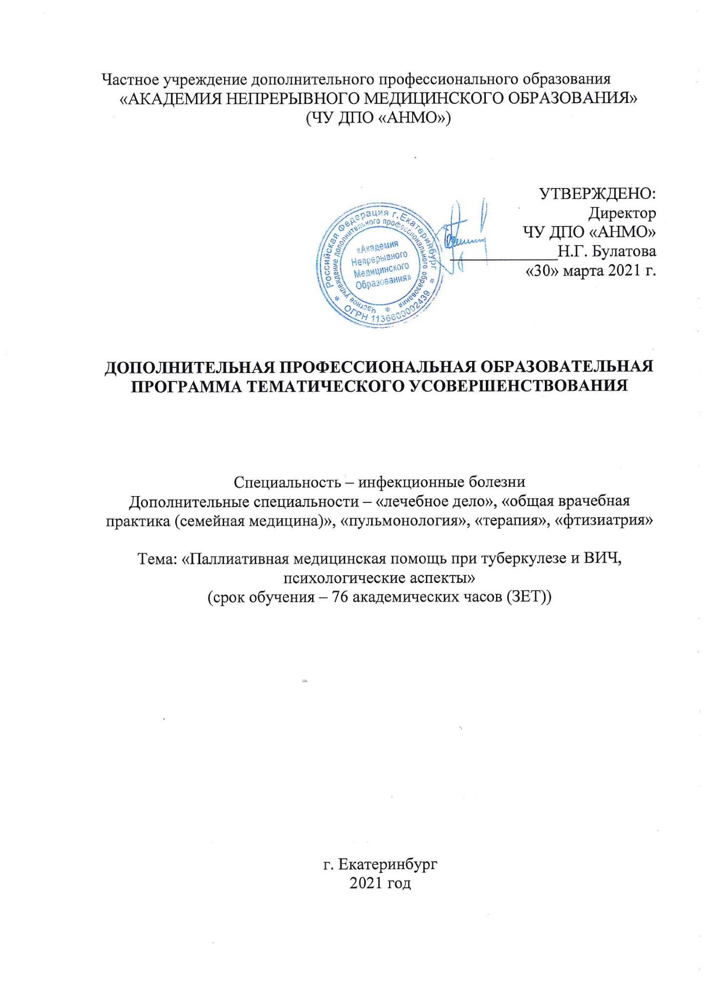 Частное учреждение дополнительного профессионального образования
«АКАДЕМИЯ НЕПРЕРЫВНОГО МЕДИЦИНСКОГО ОБРАЗОВАНИЯ»
(ЧУ ДПО «АНМО»)
УТВЕРЖДЕНО:
Директор
ЧУ ДПО «АНМО»
Н.Г. Булатова
«30» марта 2021 г.
* Российская Федерация г.Екатеринбург *
ОГРН 1136600002439
Частное учреждение дополнительного профессионального образования *
«Академия
Непрерывного
Медицинского
Образования»
ДОПОЛНИТЕЛЬНАЯ ПРОФЕССИОНАЛЬНАЯ ОБРАЗОВАТЕЛЬНАЯ
ПРОГРАММА ТЕМАТИЧЕСКОГО УСОВЕРШЕНСТВОВАНИЯ
Специальность – инфекционные болезни
Дополнительные специальности – «лечебное дело», «общая врачебная
практика (семейная медицина)», «пульмонология», «терапия», «фтизиатрия»
Тема: «Паллиативная медицинская помощь при туберкулезе и ВИЧ,
психологические аспекты»
(срок обучения – 76 академических часов (ЗЕТ))
г. Екатеринбург
2021 год